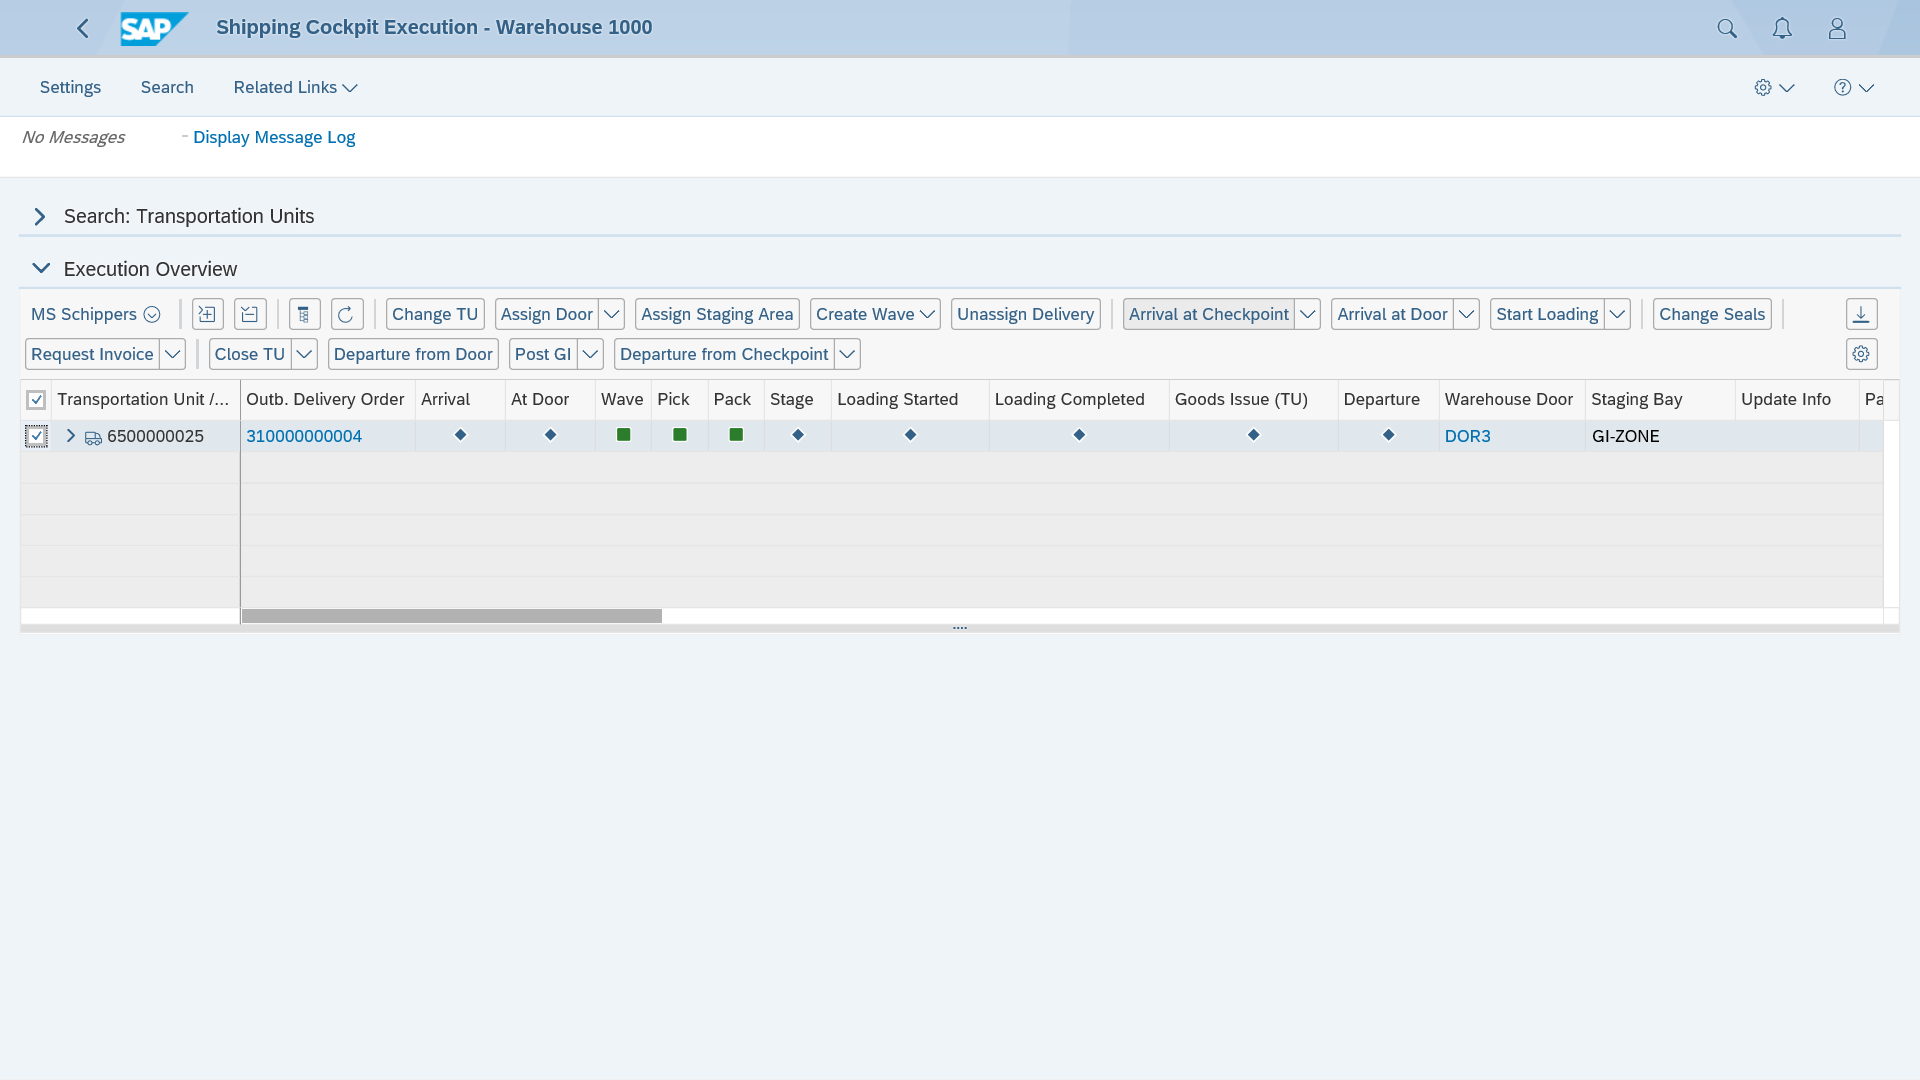 SAP Shipping Cockpit Execution - Warehouse 1000
Settings Search Related Links
No Messages - Display Message Log
Search: Transportation Units
Execution Overview
MS Schippers Change TU Assign Door Assign Staging Area Create Wave Unassign Delivery Arrival at Checkpoint Arrival at Door Start Loading Change Seals
Request Invoice Close TU Departure from Door Post GI Departure from Checkpoint
Transportation Unit /... Outb. Delivery Order Arrival At Door Wave Pick Pack Stage Loading Started Loading Completed Goods Issue (TU) Departure Warehouse Door Staging Bay Update Info Pa
6500000025 310000000004 DOR3 GI-ZONE